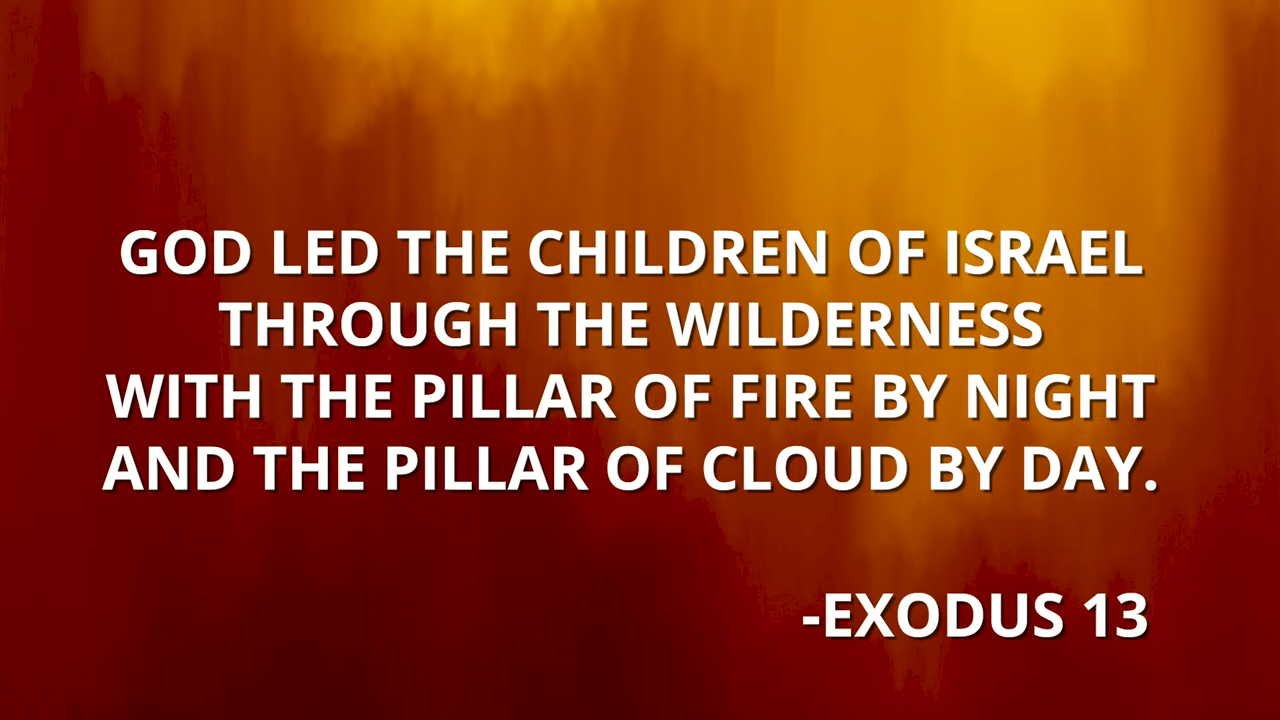 GOD LED THE CHILDREN OF ISRAEL
THROUGH THE WILDERNESS
WITH THE PILLAR OF FIRE BY NIGHT
AND THE PILLAR OF CLOUD BY DAY.
-EXODUS 13